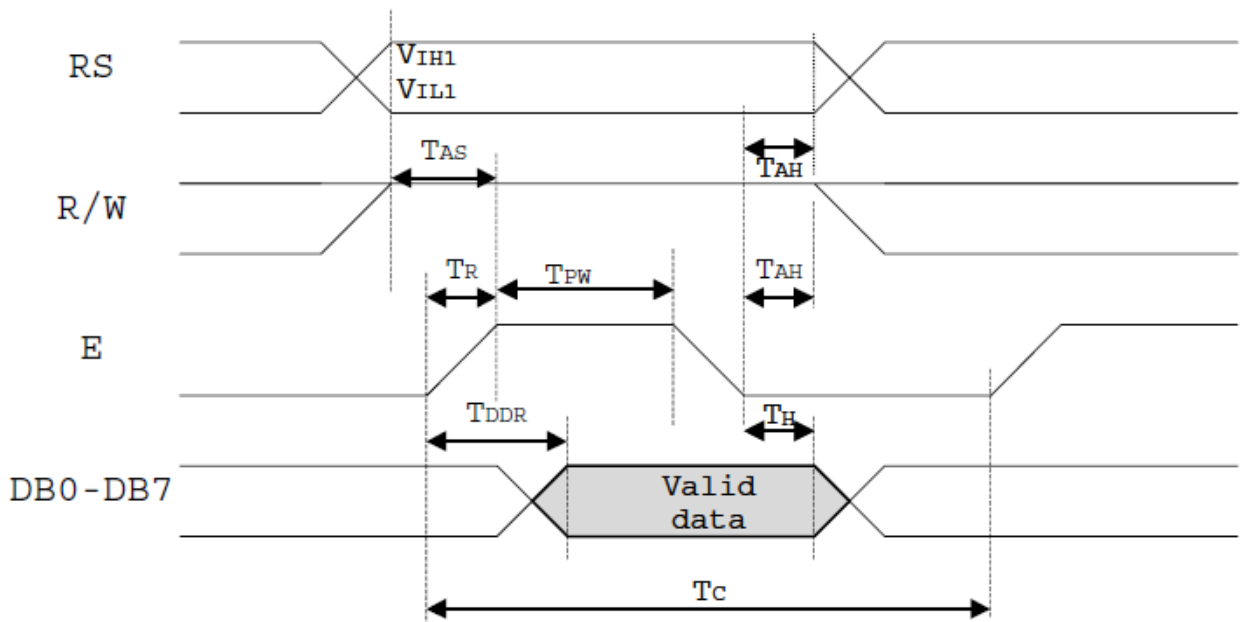 RS
VIH1
VIL1
TAS
TAH
R/W
TR
TPW
TAH
E
TDDR
TH
DB0-DB7
Valid
data
TC